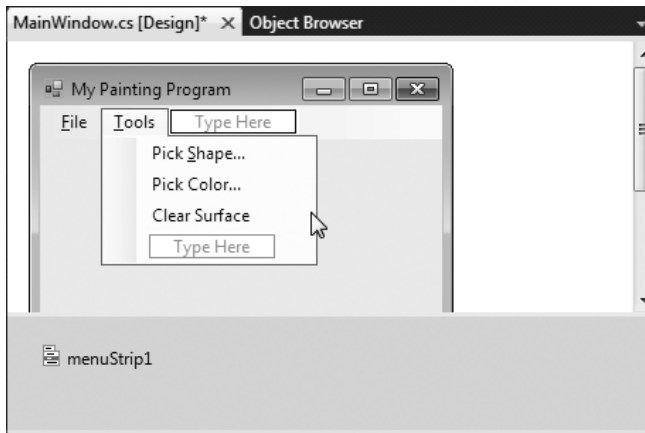 MainWindow.cs [Design]* Object Browser
My Painting Program
File Tools Type Here
Pick Shape...
Pick Color...
Clear Surface
Type Here
menuStrip1